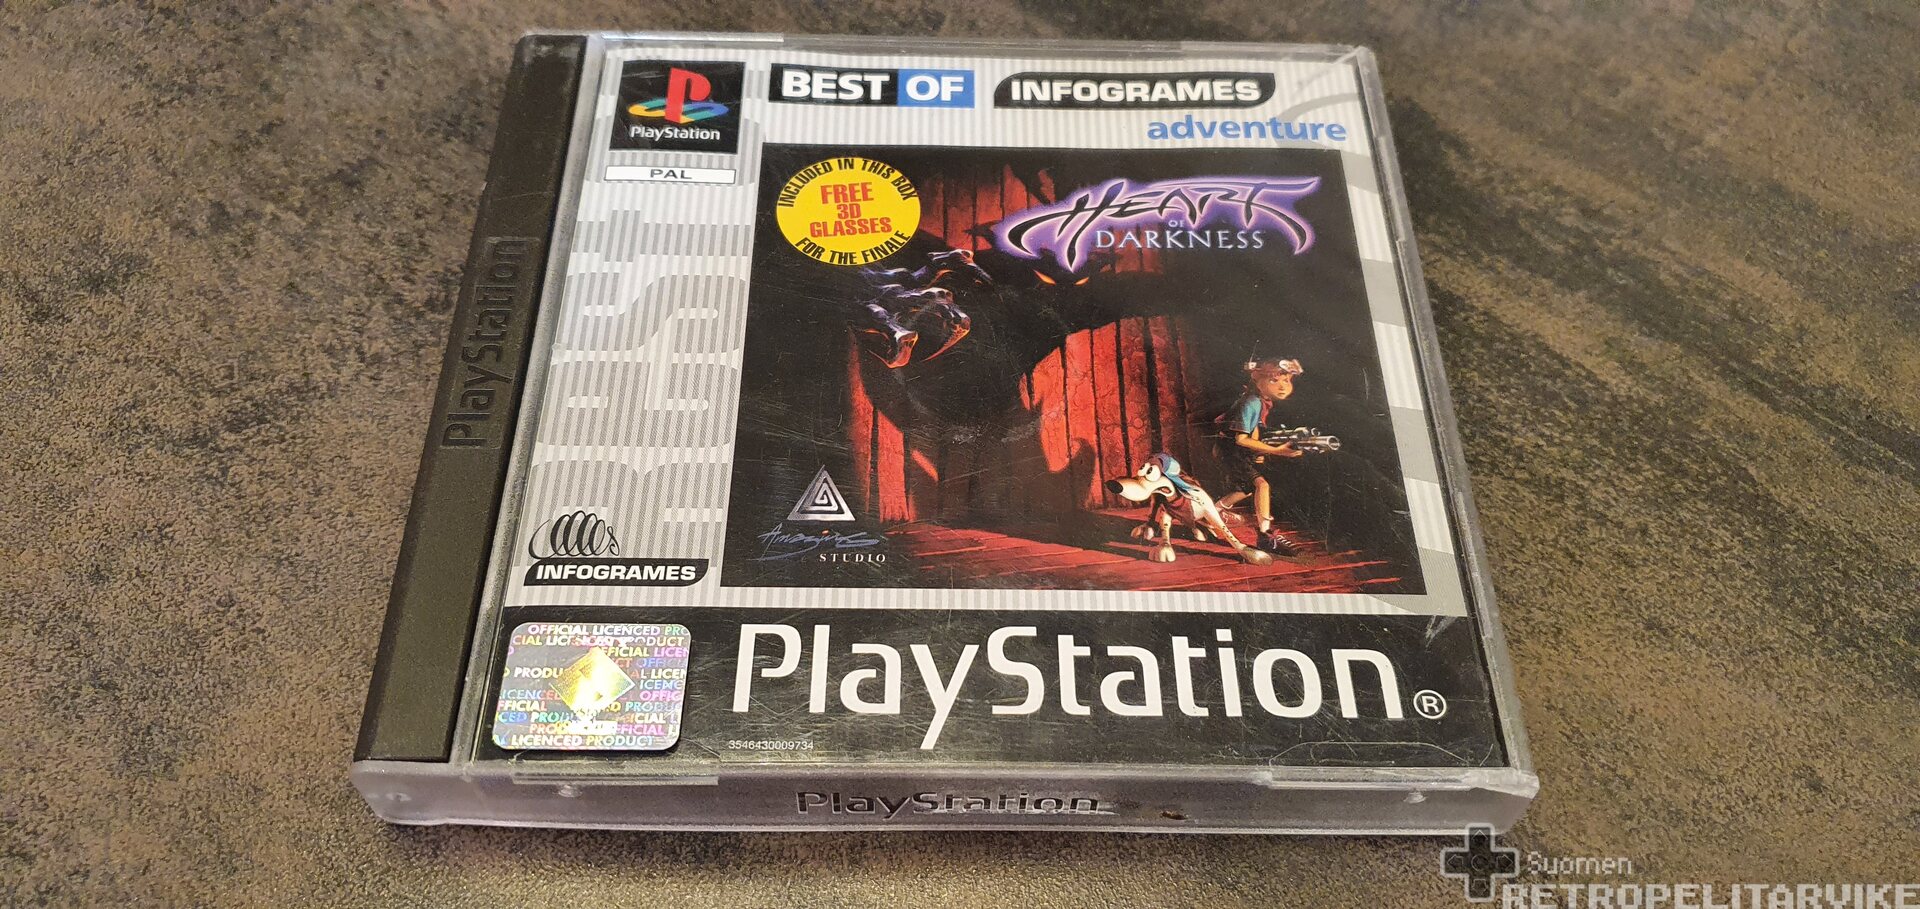 PlayStation
PlayStation
PAL
BEST OF
INFOGRAMES
adventure
INCLUDED IN THIS BOX
FREE
3D
GLASSES
FOR THE FINALE
HEART
OF
DARKNESS
Amazing
STUDIO
INFOGRAMES
OFFICIAL LICENCED PRODUCT
PlayStation®
3546430009734
PlayStation
Suomen
RETROPELITARVIKE